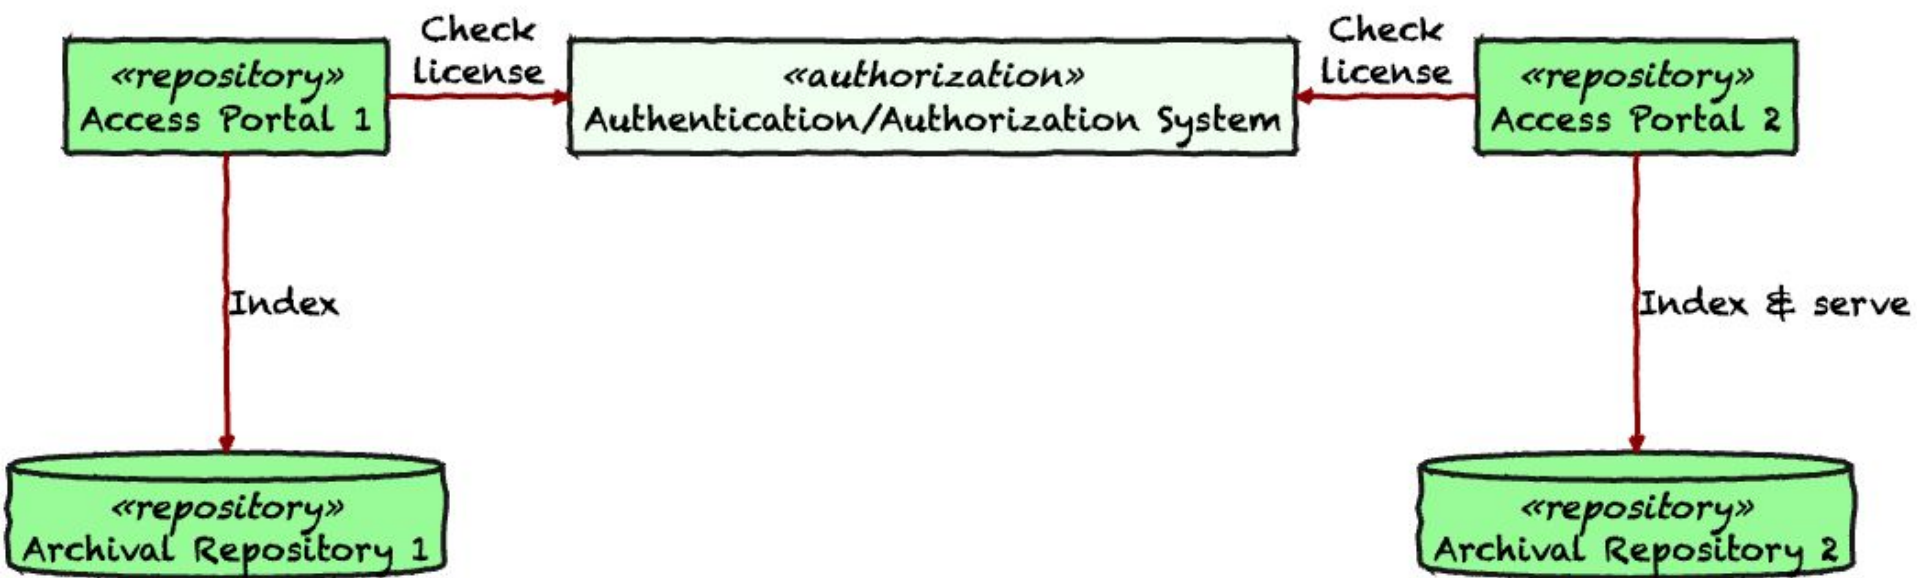 «repository»
Access Portal 1
Check
license
«authorization»
Authentication/Authorization System
Check
license
«repository»
Access Portal 2
Index
Index & serve
«repository»
Archival Repository 1
«repository»
Archival Repository 2